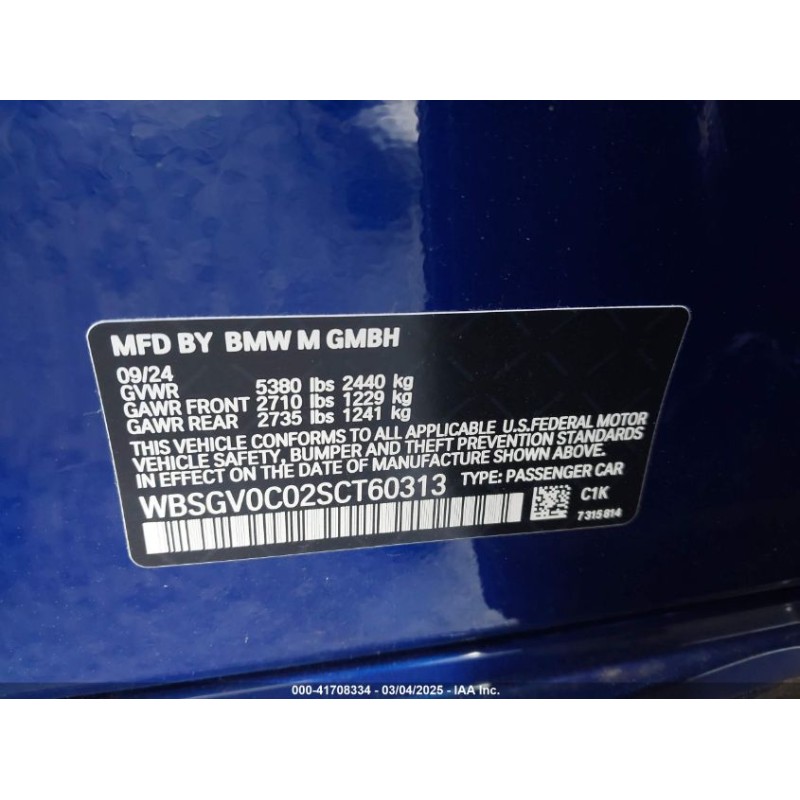 MFD BY BMW M GMBH
09/24
GVWR 5380 lbs 2440 kg
GAWR FRONT 2710 lbs 1229 kg
GAWR REAR 2735 lbs 1241 kg
THIS VEHICLE CONFORMS TO ALL APPLICABLE U.S.FEDERAL MOTOR
VEHICLE SAFETY, BUMPER AND THEFT PREVENTION STANDARDS
IN EFFECT ON THE DATE OF MANUFACTURE SHOWN ABOVE.
WBSGV0C02SCT60313 TYPE: PASSENGER CAR
C1K
7315814
000-41708334 - 03/04/2025 - IAA Inc.